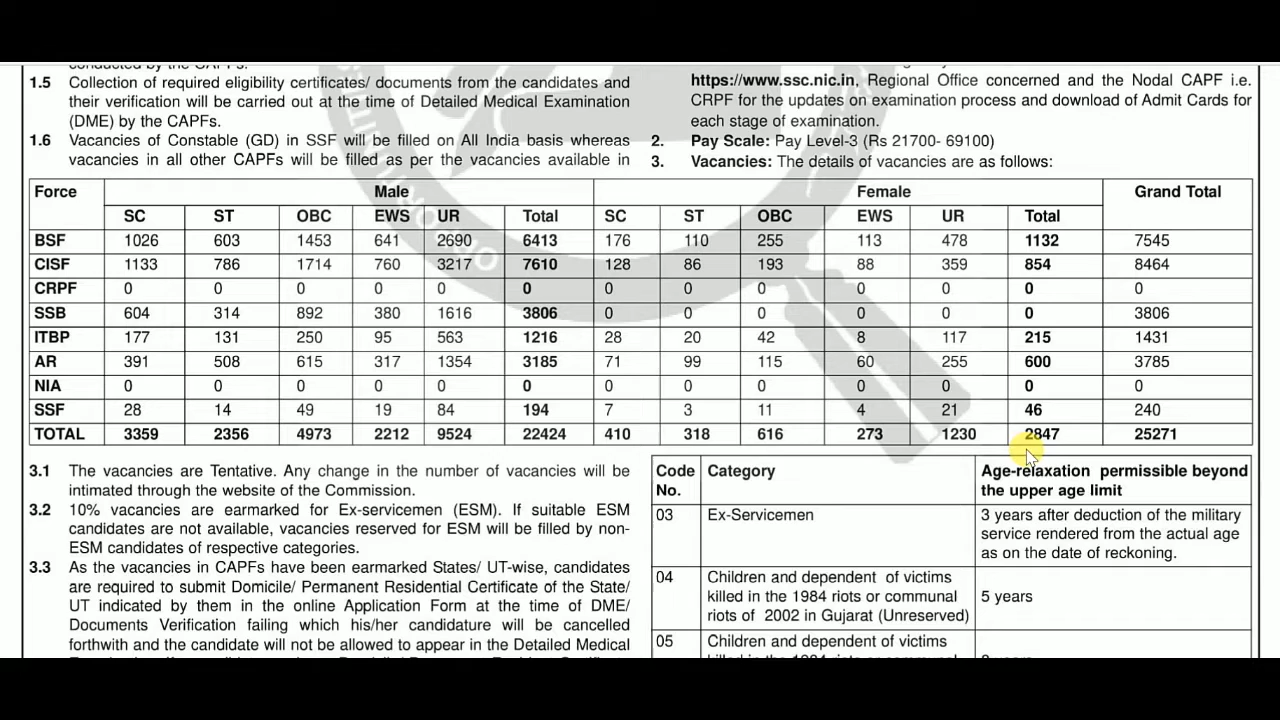 conducted by the CAPFs.
1.5 Collection of required eligibility certificates/ documents from the candidates and
their verification will be carried out at the time of Detailed Medical Examination
(DME) by the CAPFs.
1.6 Vacancies of Constable (GD) in SSF will be filled on All India basis whereas
vacancies in all other CAPFs will be filled as per the vacancies available in
https://www.ssc.nic.in, Regional Office concerned and the Nodal CAPF i.e.
CRPF for the updates on examination process and download of Admit Cards for
each stage of examination.
2. Pay Scale: Pay Level-3 (Rs 21700- 69100)
3. Vacancies: The details of vacancies are as follows:
Force Male Female Grand Total
SC ST OBC EWS UR Total SC ST OBC EWS UR Total
BSF 1026 603 1453 641 2690 6413 176 110 255 113 478 1132 7545
CISF 1133 786 1714 760 3217 7610 128 86 193 88 359 854 8464
CRPF 0 0 0 0 0 0 0 0 0 0 0 0 0
SSB 604 314 892 380 1616 3806 0 0 0 0 0 0 3806
ITBP 177 131 250 95 563 1216 28 20 42 8 117 215 1431
AR 391 508 615 317 1354 3185 71 99 115 60 255 600 3785
NIA 0 0 0 0 0 0 0 0 0 0 0 0 0
SSF 28 14 49 19 84 194 7 3 11 4 21 46 240
TOTAL 3359 2356 4973 2212 9524 22424 410 318 616 273 1230 2847 25271
3.1 The vacancies are Tentative. Any change in the number of vacancies will be
intimated through the website of the Commission.
3.2 10% vacancies are earmarked for Ex-servicemen (ESM). If suitable ESM
candidates are not available, vacancies reserved for ESM will be filled by non-
ESM candidates of respective categories.
3.3 As the vacancies in CAPFs have been earmarked States/ UT-wise, candidates
are required to submit Domicile/ Permanent Residential Certificate of the State/
UT indicated by them in the online Application Form at the time of DME/
Documents Verification failing which his/her candidature will be cancelled
forthwith and the candidate will not be allowed to appear in the Detailed Medical
Code Category Age-relaxation permissible beyond
No. the upper age limit
03 Ex-Servicemen 3 years after deduction of the military
service rendered from the actual age
as on the date of reckoning.
04 Children and dependent of victims
killed in the 1984 riots or communal 5 years
riots of 2002 in Gujarat (Unreserved)
05 Children and dependent of victims